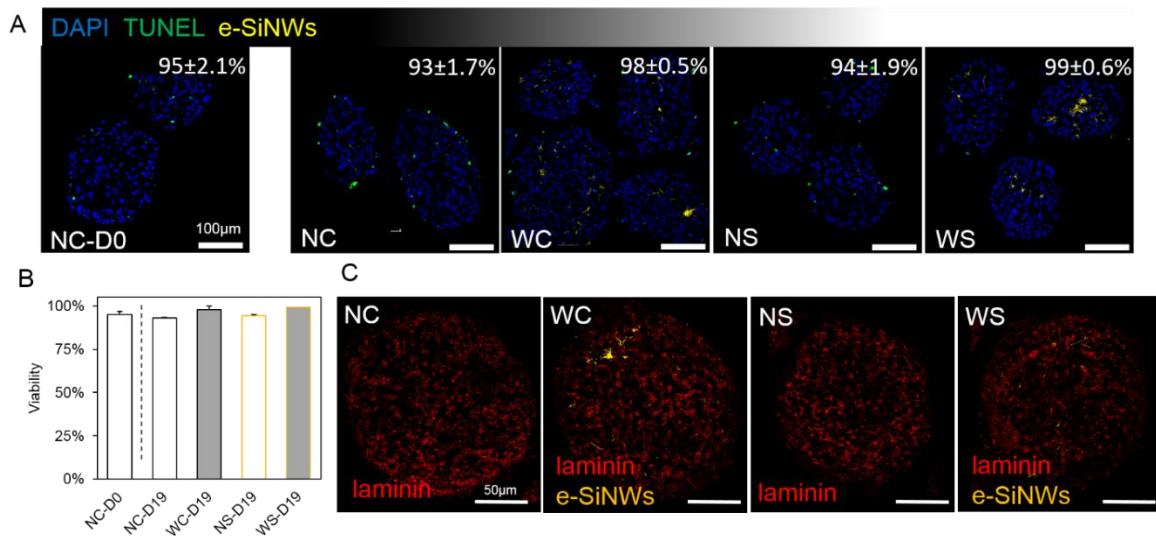 A
DAPI TUNEL e-SiNWs
95±2.1%
93±1.7%
98±0.5%
94±1.9%
99±0.6%
NC-D0
100μm
NC
WC
NS
WS
B
Viability
100%
75%
50%
25%
0%
NC-D0
NC-D19
WC-D19
NS-D19
WS-D19
C
NC
WC
NS
WS
laminin
50μm
laminin
e-SiNWs
laminin
laminin
e-SiNWs